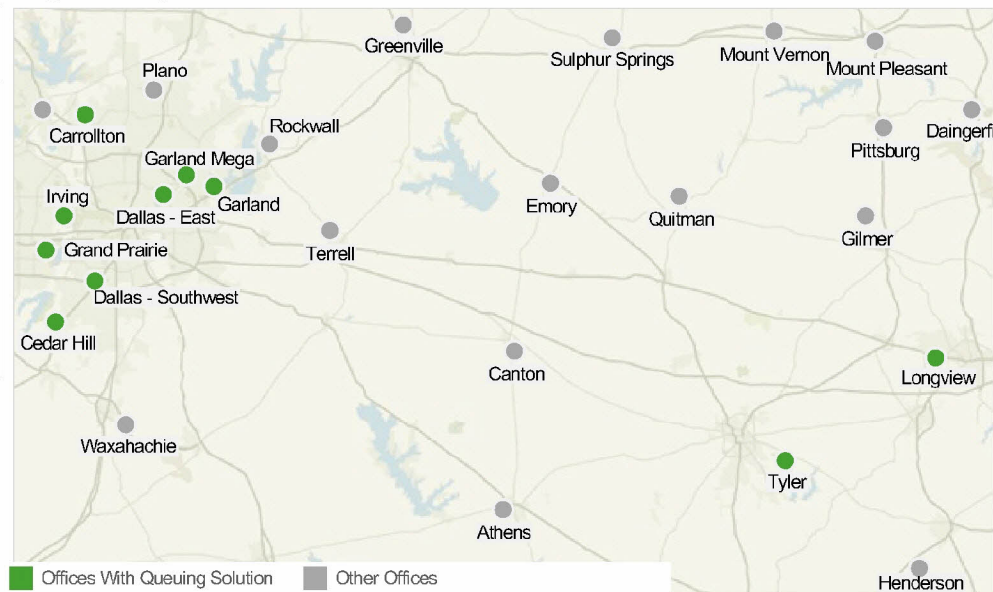 Greenville
Sulphur Springs
Mount Vernon
Mount Pleasant
Plano
Carrollton
Rockwall
Pittsburg
Garland Mega
Irving
Garland
Dallas - East
Emory
Quitman
Gilmer
Grand Prairie
Terrell
Dallas - Southwest
Cedar Hill
Canton
Longview
Waxahachie
Tyler
Athens
Henderson
Daingerf
Offices With Queuing Solution
Other Offices